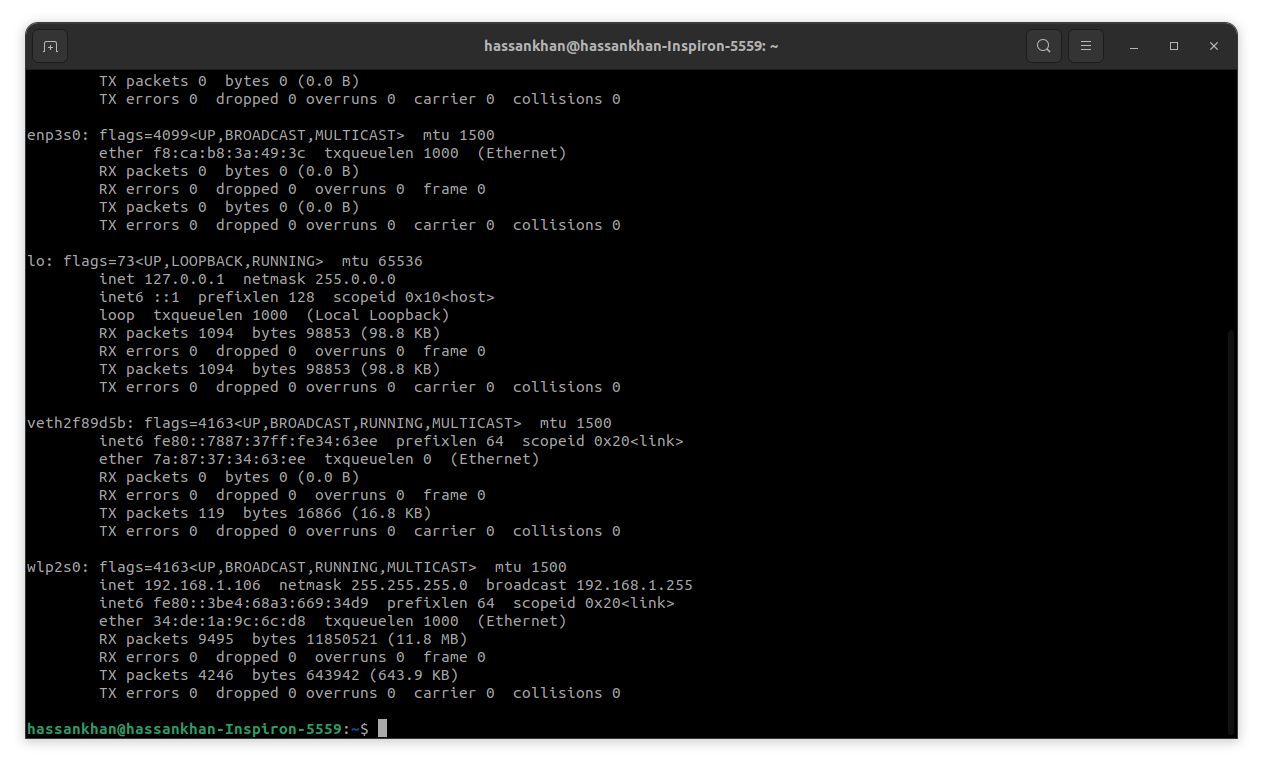 hassankhan@hassankhan-Inspiron-5559: ~
        TX packets 0  bytes 0 (0.0 B)
        TX errors 0  dropped 0 overruns 0  carrier 0  collisions 0

enp3s0: flags=4099<UP,BROADCAST,MULTICAST>  mtu 1500
        ether f8:ca:b8:3a:49:3c  txqueuelen 1000  (Ethernet)
        RX packets 0  bytes 0 (0.0 B)
        RX errors 0  dropped 0  overruns 0  frame 0
        TX packets 0  bytes 0 (0.0 B)
        TX errors 0  dropped 0 overruns 0  carrier 0  collisions 0

lo: flags=73<UP,LOOPBACK,RUNNING>  mtu 65536
        inet 127.0.0.1  netmask 255.0.0.0
        inet6 ::1  prefixlen 128  scopeid 0x10<host>
        loop  txqueuelen 1000  (Local Loopback)
        RX packets 1094  bytes 98853 (98.8 KB)
        RX errors 0  dropped 0  overruns 0  frame 0
        TX packets 1094  bytes 98853 (98.8 KB)
        TX errors 0  dropped 0 overruns 0  carrier 0  collisions 0

veth2f89d5b: flags=4163<UP,BROADCAST,RUNNING,MULTICAST>  mtu 1500
        inet6 fe80::7887:37ff:fe34:63ee  prefixlen 64  scopeid 0x20<link>
        ether 7a:87:37:34:63:ee  txqueuelen 0  (Ethernet)
        RX packets 0  bytes 0 (0.0 B)
        RX errors 0  dropped 0  overruns 0  frame 0
        TX packets 119  bytes 16866 (16.8 KB)
        TX errors 0  dropped 0 overruns 0  carrier 0  collisions 0

wlp2s0: flags=4163<UP,BROADCAST,RUNNING,MULTICAST>  mtu 1500
        inet 192.168.1.106  netmask 255.255.255.0  broadcast 192.168.1.255
        inet6 fe80::3be4:68a3:669:34d9  prefixlen 64  scopeid 0x20<link>
        ether 34:de:1a:9c:6c:d8  txqueuelen 1000  (Ethernet)
        RX packets 9495  bytes 11850521 (11.8 MB)
        RX errors 0  dropped 0  overruns 0  frame 0
        TX packets 4246  bytes 643942 (643.9 KB)
        TX errors 0  dropped 0 overruns 0  carrier 0  collisions 0

hassankhan@hassankhan-Inspiron-5559:~$